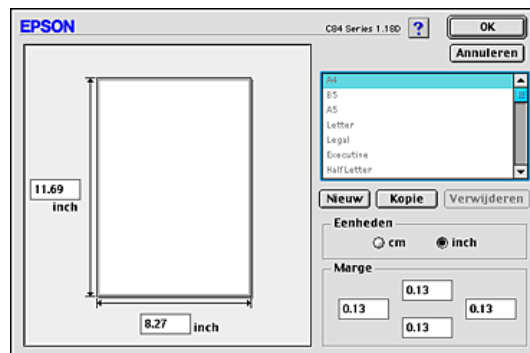 EPSON
C84 Series 1.18D
?
OK
Annuleren
A4
B5
A5
Letter
Legal
Executive
HalfLetter
11.69
inch
8.27 inch
Nieuw Kopie Verwijderen
Eenheden
cm inch
Marge
0.13
0.13 0.13
0.13